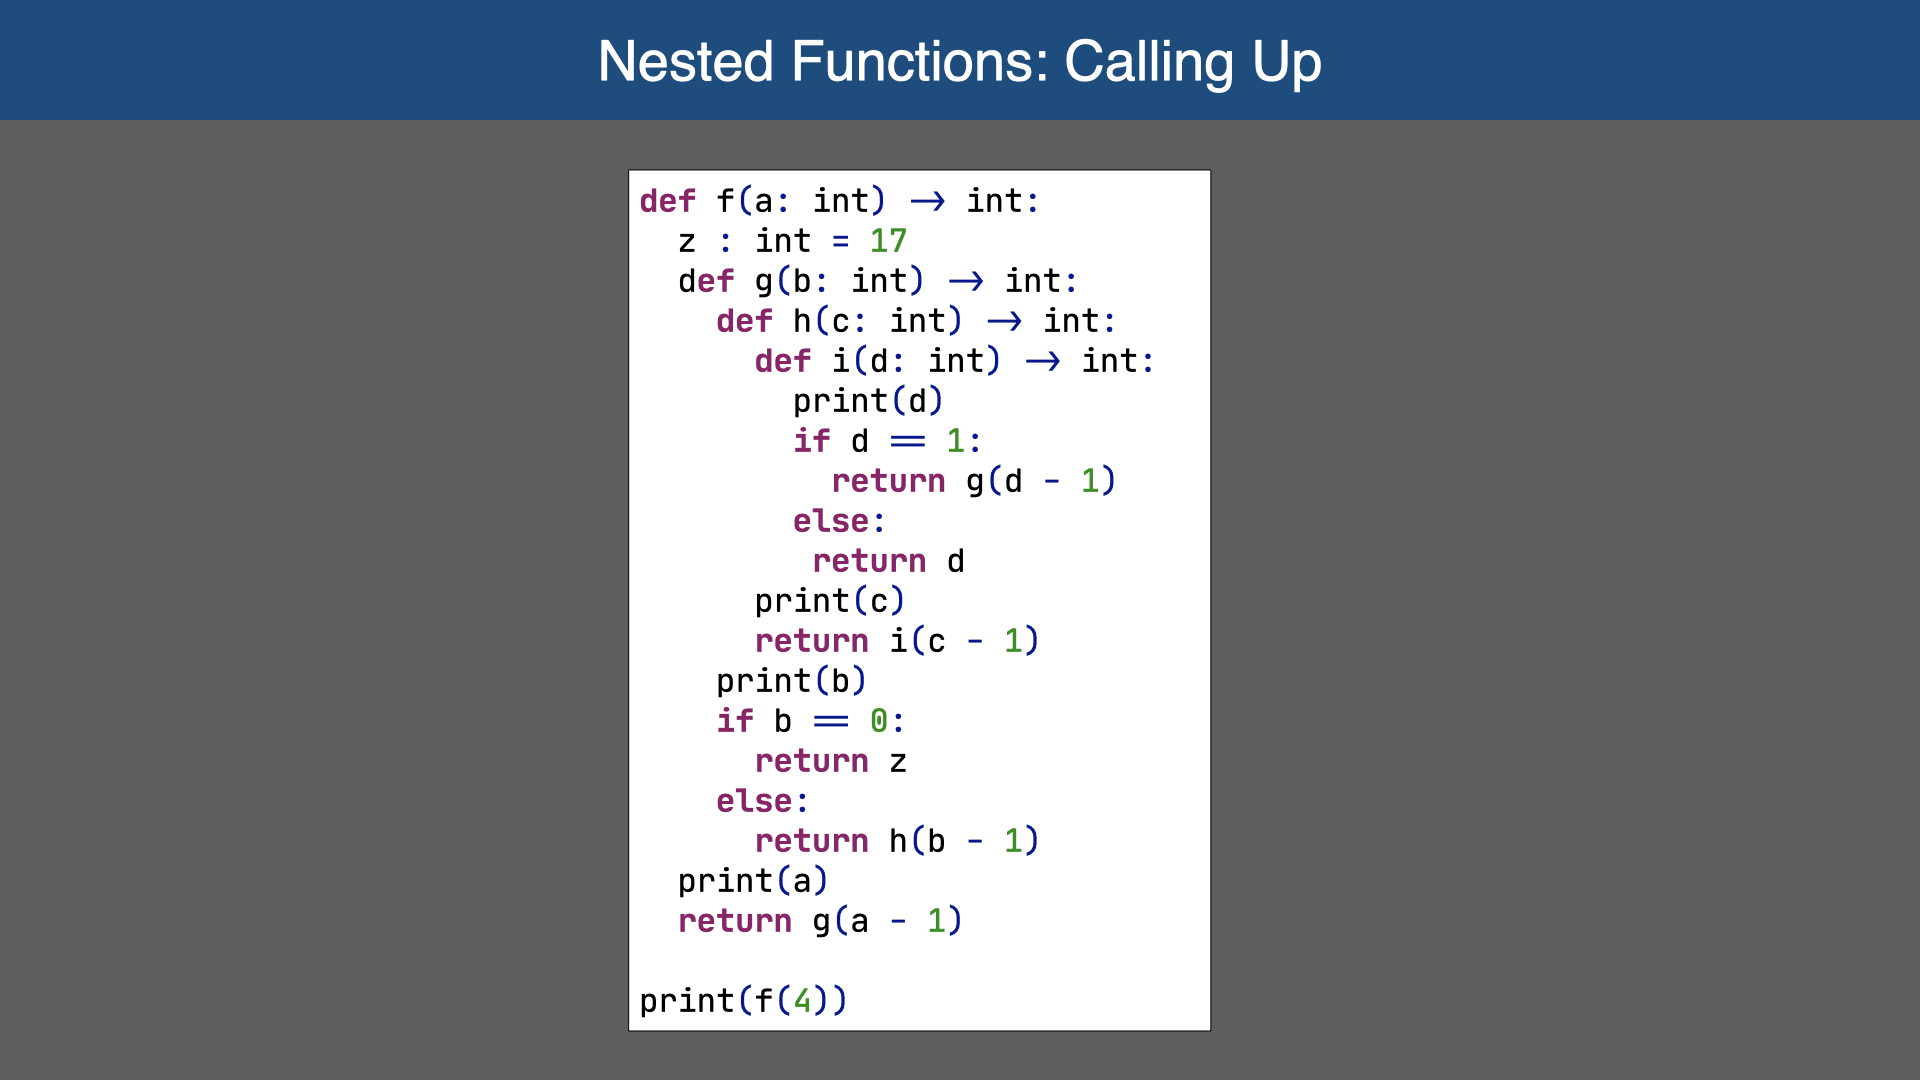 Nested Functions: Calling Up
def f(a: int) → int:
  z : int = 17
  def g(b: int) → int:
    def h(c: int) → int:
      def i(d: int) → int:
        print(d)
        if d == 1:
          return g(d - 1)
        else:
         return d
      print(c)
      return i(c - 1)
    print(b)
    if b == 0:
      return z
    else:
      return h(b - 1)
  print(a)
  return g(a - 1)

print(f(4))